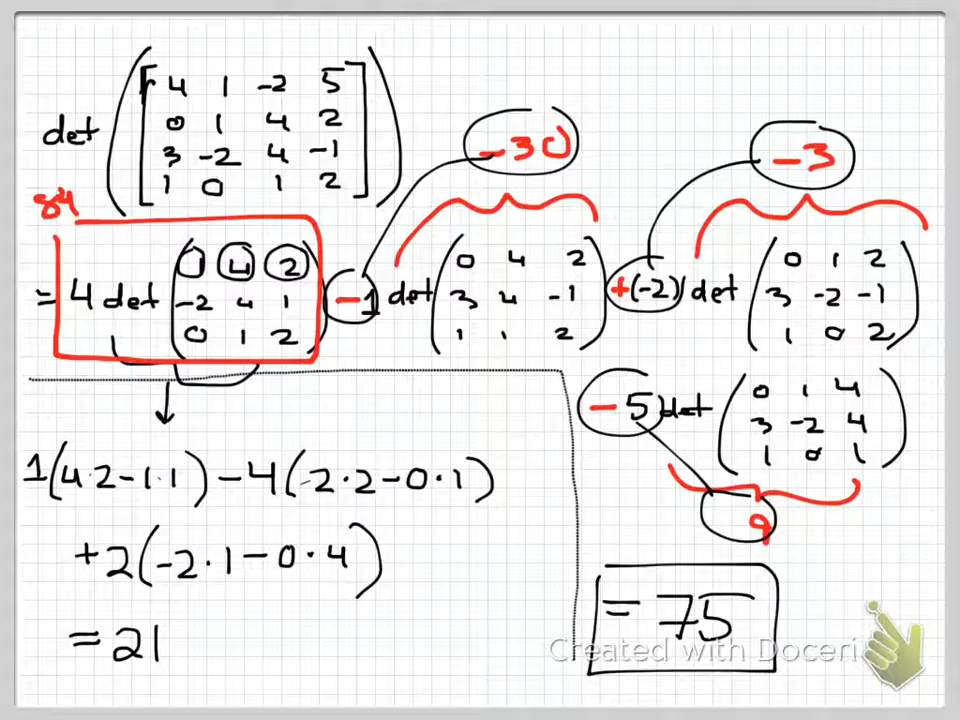 det ([4 1 -2 5
0 1 4 2
3 -2 4 -1
1 0 1 2])
84 -30 -3
= 4 det (1 4 2 -1 det (0 4 2 +(-2) det (0 1 2
-2 4 1 3 4 -1 3 -2 -1
0 1 2) 1 1 2) 1 0 2)
-5 det (0 1 4
3 -2 4
1 0 1)
9
1(4·2-1·1)-4(-2·2-0·1)
+2(-2·1-0·4)
= 21
= 75
Created with Doceri